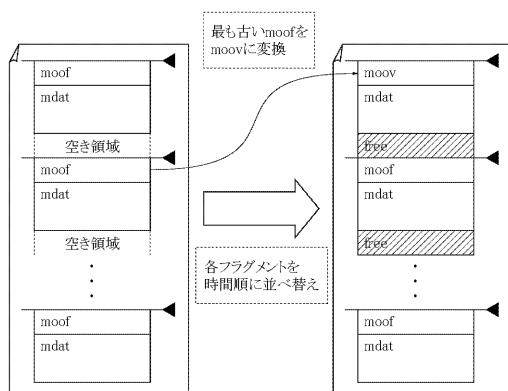 最も古いmoofを
moovに変換
moof
mdat
空き領域
moof
mdat
空き領域
moof
mdat
各フラグメントを
時間順に並べ替え
moov
mdat
free
moof
mdat
free
moof
mdat